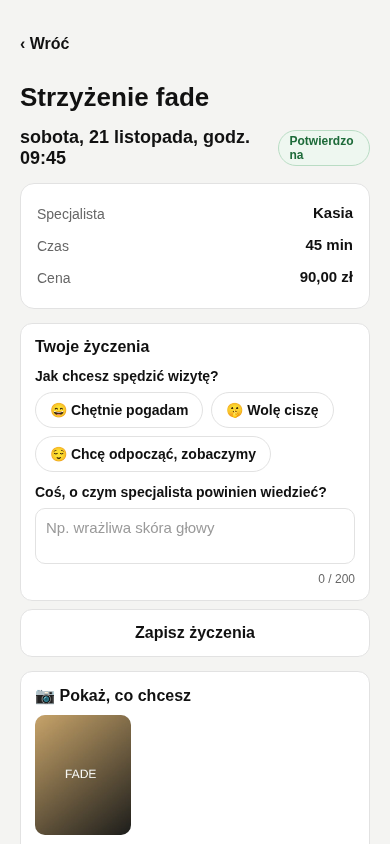 ‹ Wróć
Strzyżenie fade
sobota, 21 listopada, godz.
09:45
Potwierdzo
na
Specjalista Kasia
Czas 45 min
Cena 90,00 zł
Twoje życzenia
Jak chcesz spędzić wizytę?
😄 Chętnie pogadam
🤫 Wolę ciszę
😌 Chcę odpocząć, zobaczymy
Coś, o czym specjalista powinien wiedzieć?
Np. wrażliwa skóra głowy
0 / 200
Zapisz życzenia
📷 Pokaż, co chcesz
FADE